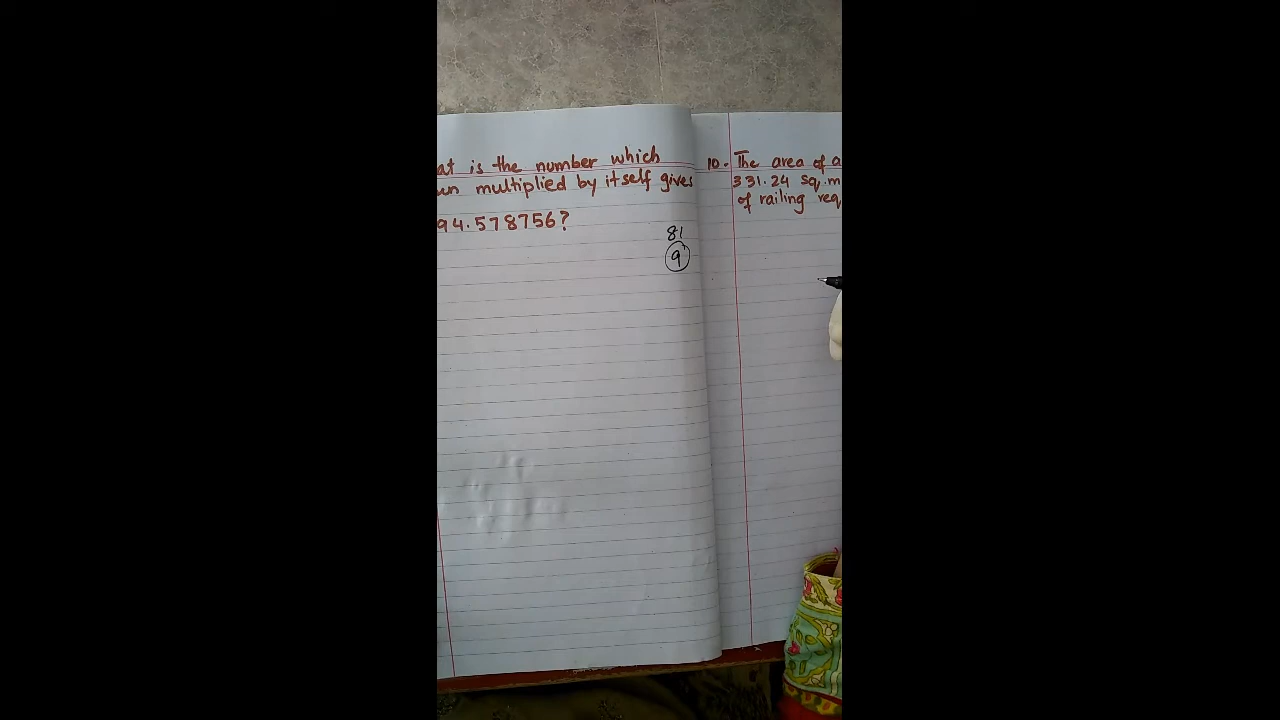 at is the number which
multiplied by itself gives
94.578756?
81
9
10. The area of a
331.24 sq.m
of railing req